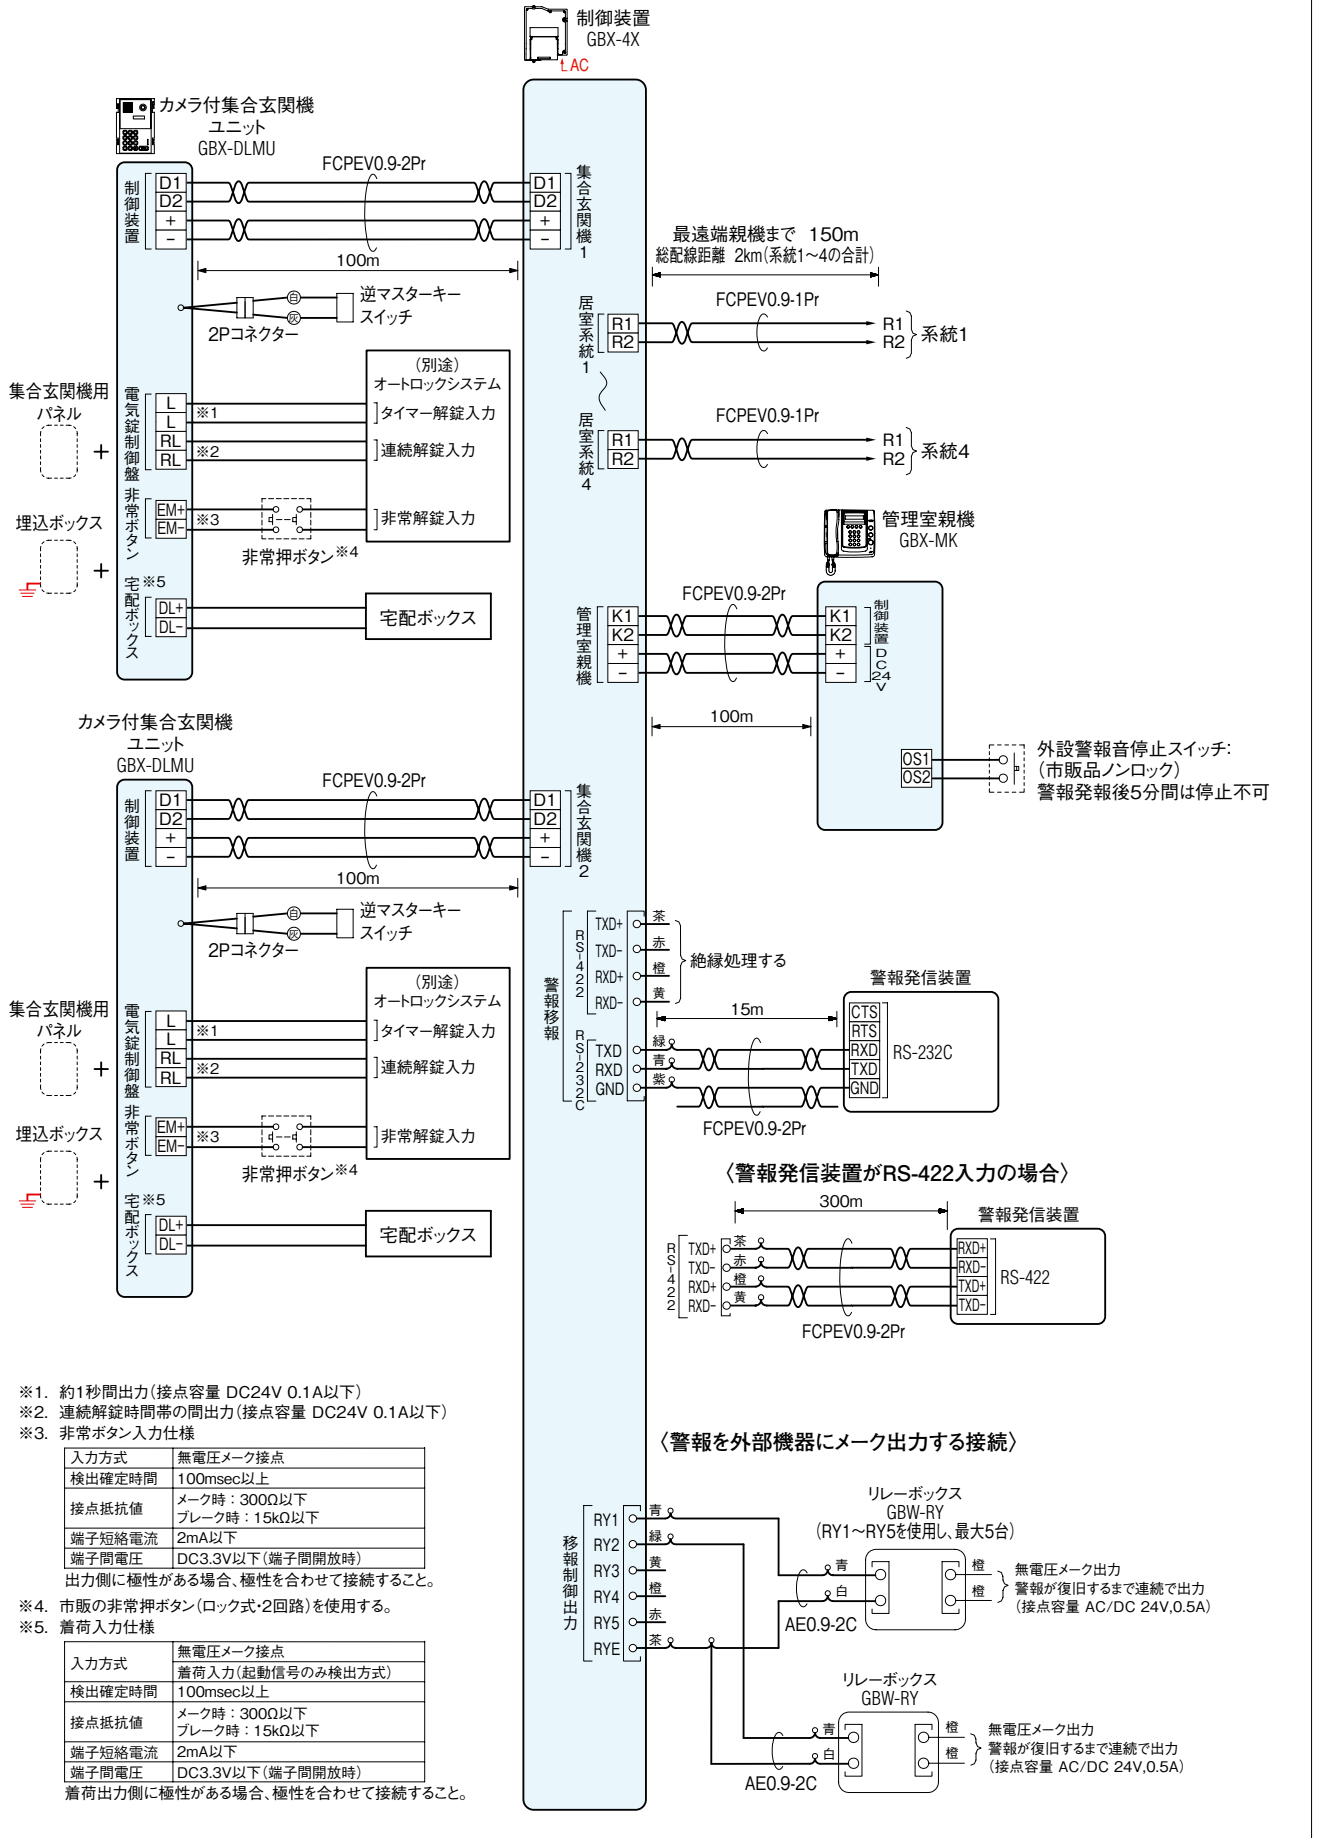 制御装置
GBX-4X
AC
カメラ付集合玄関機
ユニット
GBX-DLMU
FCPEV0.9-2Pr
制御装置
D1
D2
+
−
D1
D2
+
−
集合玄関機1
100m
2Pコネクター
白
灰
逆マスターキー
スイッチ
集合玄関機用
パネル
+
埋込ボックス
+
電気錠制御盤
L
L
RL
RL
※1
※2
非常ボタン
EM+
EM−
※3
非常押ボタン※4
(別途)
オートロックシステム
タイマー解錠入力
連続解錠入力
非常解錠入力
宅配ボックス
※5
DL+
DL−
宅配ボックス
最遠端親機まで 150m
総配線距離 2km(系統1〜4の合計)
居室系統1
R1
R2
FCPEV0.9-1Pr
R1
R2
系統1
居室系統4
R1
R2
FCPEV0.9-1Pr
R1
R2
系統4
管理室親機
GBX-MK
管理室親機
K1
K2
+
−
FCPEV0.9-2Pr
K1
K2
+
−
制御装置
DC24V
100m
OS1
OS2
外設警報音停止スイッチ:
(市販品ノンロック)
警報発報後5分間は停止不可
カメラ付集合玄関機
ユニット
GBX-DLMU
FCPEV0.9-2Pr
制御装置
D1
D2
+
−
D1
D2
+
−
集合玄関機2
100m
2Pコネクター
白
灰
逆マスターキー
スイッチ
集合玄関機用
パネル
+
埋込ボックス
+
電気錠制御盤
L
L
RL
RL
※1
※2
非常ボタン
EM+
EM−
※3
非常押ボタン※4
(別途)
オートロックシステム
タイマー解錠入力
連続解錠入力
非常解錠入力
宅配ボックス
※5
DL+
DL−
宅配ボックス
警報移報
RS-422
TXD+
TXD−
RXD+
RXD−
茶
赤
橙
黄
絶縁処理する
RS-232C
TXD
RXD
GND
緑
青
紫
15m
FCPEV0.9-2Pr
警報発信装置
CTS
RTS
RXD
TXD
GND
RS-232C
〈警報発信装置がRS-422入力の場合〉
300m
警報発信装置
RS-422
TXD+
TXD−
RXD+
RXD−
茶
赤
橙
黄
FCPEV0.9-2Pr
RXD+
RXD−
TXD+
TXD−
RS-422
〈警報を外部機器にメーク出力する接続〉
移報制御出力
RY1
RY2
RY3
RY4
RY5
RYE
青
緑
黄
橙
赤
茶
リレーボックス
GBW-RY
(RY1〜RY5を使用し、最大5台)
青
白
AE0.9-2C
橙
橙
無電圧メーク出力
警報が復旧するまで連続で出力
(接点容量 AC/DC 24V,0.5A)
リレーボックス
GBW-RY
青
白
AE0.9-2C
橙
橙
無電圧メーク出力
警報が復旧するまで連続で出力
(接点容量 AC/DC 24V,0.5A)
※1. 約1秒間出力(接点容量 DC24V 0.1A以下)
※2. 連続解錠時間帯の間出力(接点容量 DC24V 0.1A以下)
※3. 非常ボタン入力仕様
入力方式 無電圧メーク接点
検出確定時間 100msec以上
接点抵抗値 メーク時:300Ω以下
ブレーク時:15kΩ以下
端子短絡電流 2mA以下
端子間電圧 DC3.3V以下(端子間開放時)
出力側に極性がある場合、極性を合わせて接続すること。
※4. 市販の非常押ボタン(ロック式・2回路)を使用する。
※5. 着荷入力仕様
入力方式 無電圧メーク接点
着荷入力(起動信号のみ検出方式)
検出確定時間 100msec以上
接点抵抗値 メーク時:300Ω以下
ブレーク時:15kΩ以下
端子短絡電流 2mA以下
端子間電圧 DC3.3V以下(端子間開放時)
着荷出力側に極性がある場合、極性を合わせて接続すること。